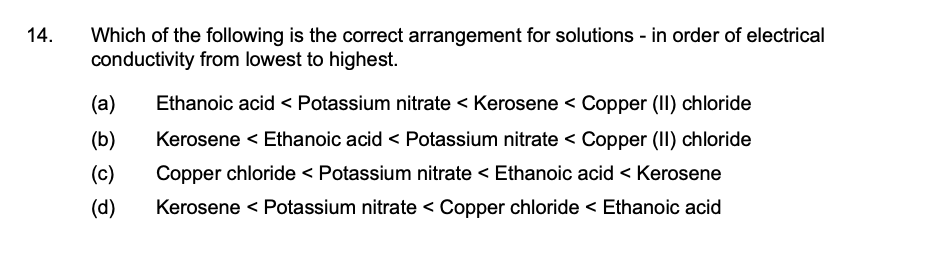 14. Which of the following is the correct arrangement for solutions - in order of electrical
conductivity from lowest to highest.
(a) Ethanoic acid < Potassium nitrate < Kerosene < Copper (II) chloride
(b) Kerosene < Ethanoic acid < Potassium nitrate < Copper (II) chloride
(c) Copper chloride < Potassium nitrate < Ethanoic acid < Kerosene
(d) Kerosene < Potassium nitrate < Copper chloride < Ethanoic acid